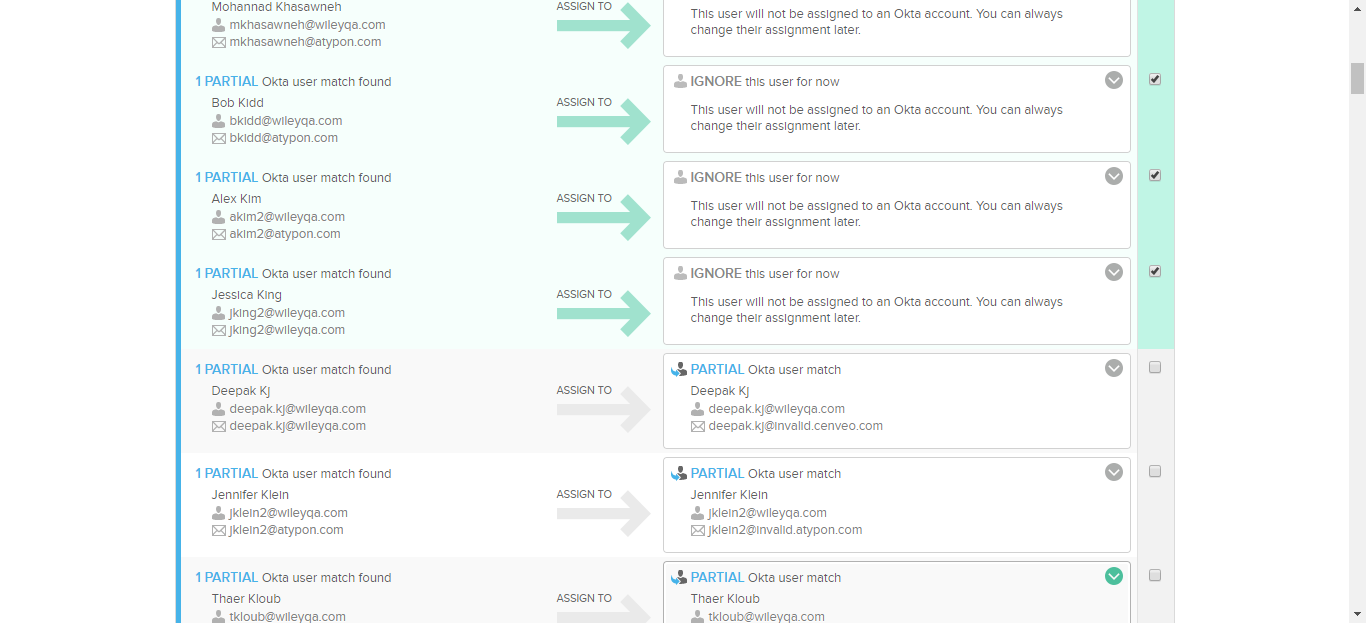 Mohannad Khasawneh
mkhasawneh@wileyqa.com
mkhasawneh@atypon.com
ASSIGN TO
This user will not be assigned to an Okta account. You can always
change their assignment later.
1 PARTIAL Okta user match found
Bob Kidd
bkidd@wileyqa.com
bkidd@atypon.com
ASSIGN TO
IGNORE this user for now
This user will not be assigned to an Okta account. You can always
change their assignment later.
1 PARTIAL Okta user match found
Alex Kim
akim2@wileyqa.com
akim2@atypon.com
ASSIGN TO
IGNORE this user for now
This user will not be assigned to an Okta account. You can always
change their assignment later.
1 PARTIAL Okta user match found
Jessica King
jking2@wileyqa.com
jking2@wileyqa.com
ASSIGN TO
IGNORE this user for now
This user will not be assigned to an Okta account. You can always
change their assignment later.
1 PARTIAL Okta user match found
Deepak Kj
deepak.kj@wileyqa.com
deepak.kj@wileyqa.com
ASSIGN TO
PARTIAL Okta user match
Deepak Kj
deepak.kj@wileyqa.com
deepak.kj@invalid.cenveo.com
1 PARTIAL Okta user match found
Jennifer Klein
jklein2@wileyqa.com
jklein2@atypon.com
ASSIGN TO
PARTIAL Okta user match
Jennifer Klein
jklein2@wileyqa.com
jklein2@invalid.atypon.com
1 PARTIAL Okta user match found
Thaer Kloub
tkloub@wileyqa.com
ASSIGN TO
PARTIAL Okta user match
Thaer Kloub
tkloub@wileyqa.com